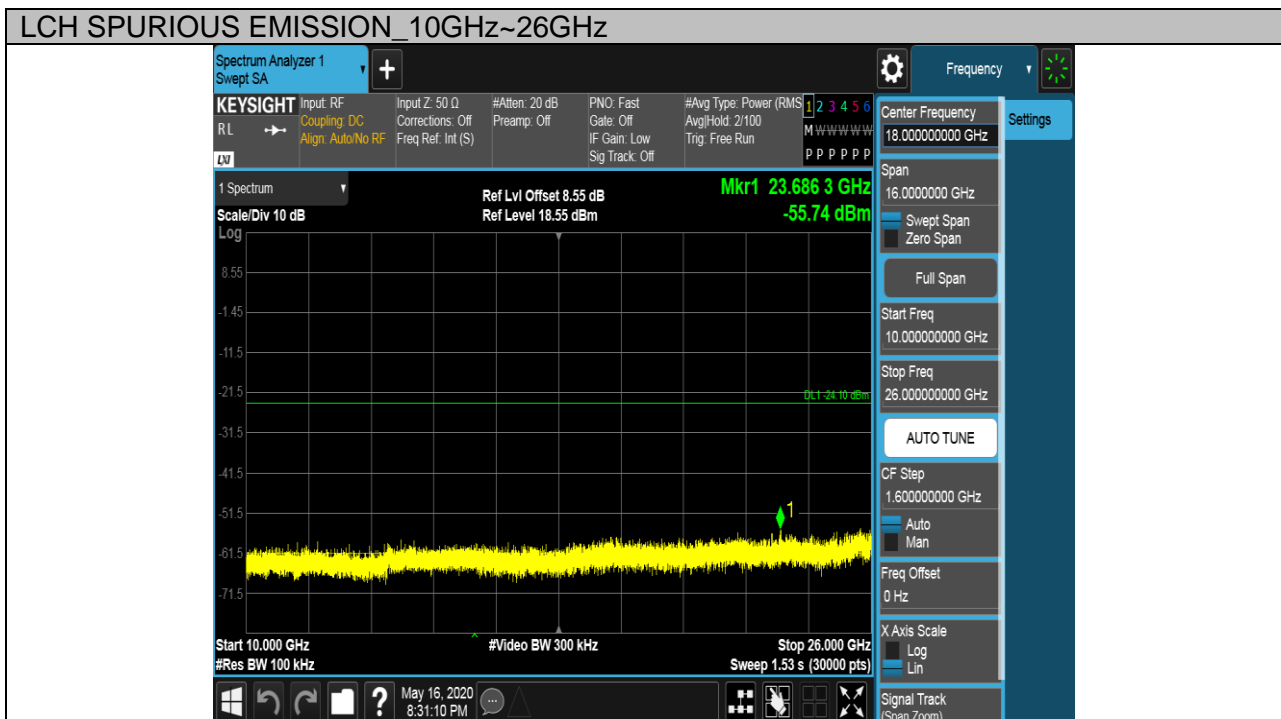 LCH SPURIOUS EMISSION_10GHz~26GHz
Spectrum Analyzer 1
Swept SA
Frequency
KEYSIGHT
RL
LXI
Input: RF
Coupling: DC
Align: Auto/No RF
Input Z: 50 Ω
Corrections: Off
Freq Ref: Int (S)
#Atten: 20 dB
Preamp: Off
PNO: Fast
Gate: Off
IF Gain: Low
Sig Track: Off
#Avg Type: Power (RMS
Avg|Hold: 2/100
Trig: Free Run
1 2 3 4 5 6
M W W W W W
P P P P P P
1 Spectrum
Scale/Div 10 dB
Ref Lvl Offset 8.55 dB
Ref Level 18.55 dBm
Mkr1 23.686 3 GHz
-55.74 dBm
Log
8.55
-1.45
-11.5
-21.5
DL1 -24.10 dBm
-31.5
-41.5
-51.5
1
-61.5
-71.5
Start 10.000 GHz
#Video BW 300 kHz
Stop 26.000 GHz
#Res BW 100 kHz
Sweep 1.53 s (30000 pts)
May 16, 2020
8:31:10 PM
Center Frequency
18.000000000 GHz
Settings
Span
16.0000000 GHz
Swept Span
Zero Span
Full Span
Start Freq
10.000000000 GHz
Stop Freq
26.000000000 GHz
AUTO TUNE
CF Step
1.600000000 GHz
Auto
Man
Freq Offset
0 Hz
X Axis Scale
Log
Lin
Signal Track
(Span Zoom)